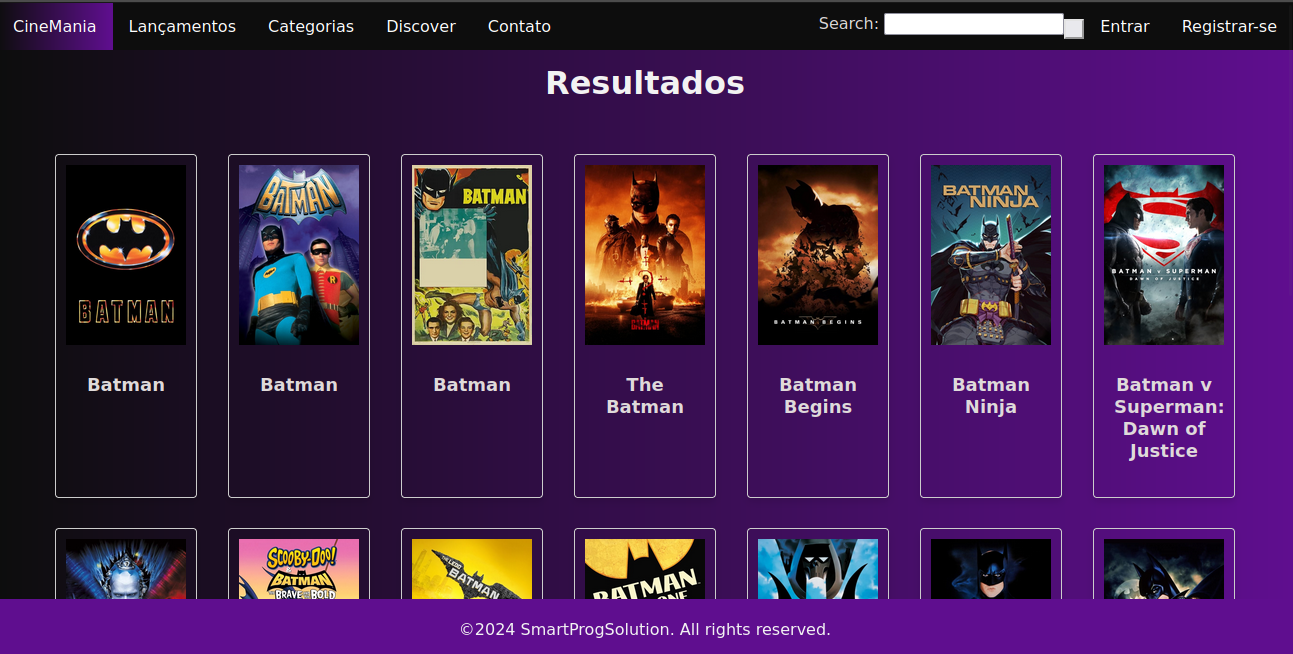 CineMania Lançamentos Categorias Discover Contato Search: Entrar Registrar-se
Resultados
BATMAN
BATMAN
BATMAN
BATMAN
BATMAN BEGINS
BATMAN NINJA
BATMAN V SUPERMAN
DAWN OF JUSTICE
Batman
Batman
Batman
The
Batman
Batman
Begins
Batman
Ninja
Batman v
Superman:
Dawn of
Justice
SCOOBY-DOO!
BATMAN
BRAVE AND THE BOLD
THE LEGO
BATMAN
BATMAN
ONE
©2024 SmartProgSolution. All rights reserved.